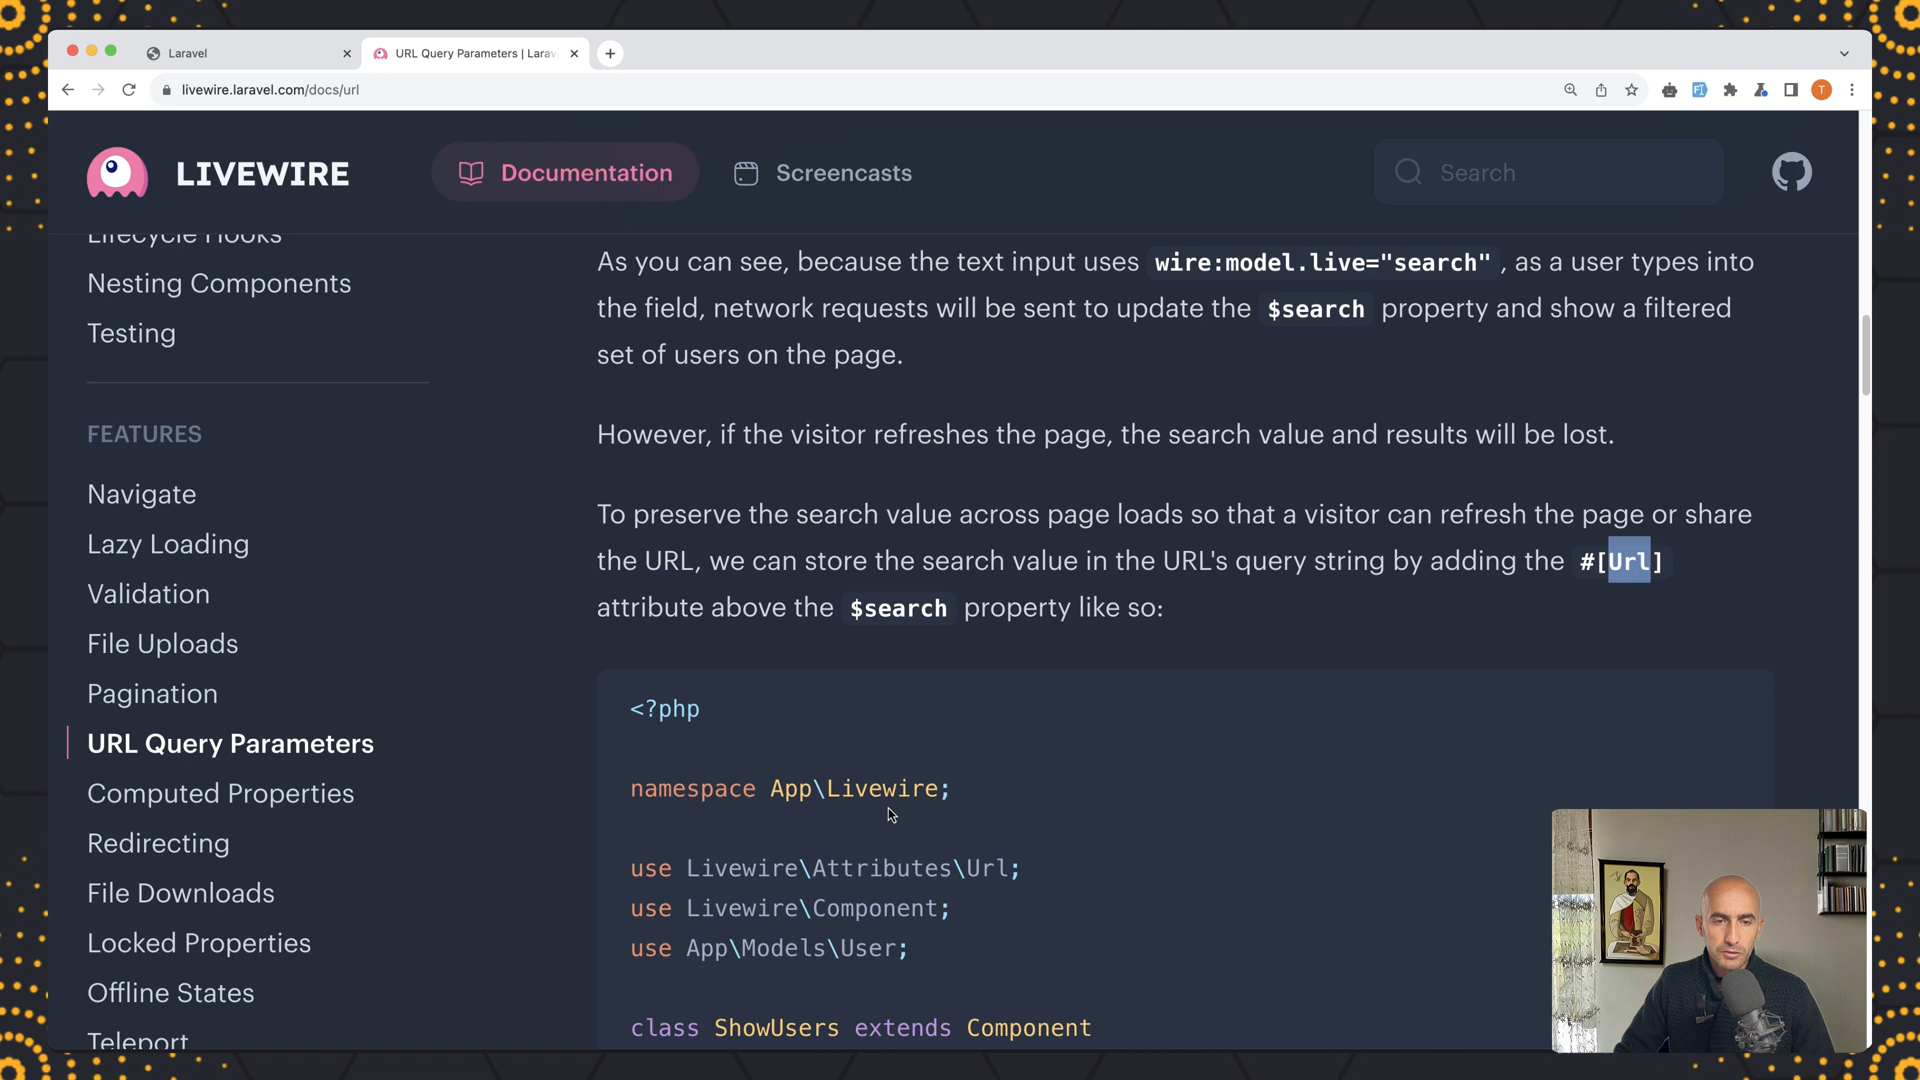 Laravel
URL Query Parameters | Larav
livewire.laravel.com/docs/url
T
LIVEWIRE
Documentation
Screencasts
Search
Lifecycle Hooks
Nesting Components
Testing
FEATURES
Navigate
Lazy Loading
Validation
File Uploads
Pagination
URL Query Parameters
Computed Properties
Redirecting
File Downloads
Locked Properties
Offline States
Teleport
As you can see, because the text input uses wire:model.live="search" , as a user types into
the field, network requests will be sent to update the $search property and show a filtered
set of users on the page.
However, if the visitor refreshes the page, the search value and results will be lost.
To preserve the search value across page loads so that a visitor can refresh the page or share
the URL, we can store the search value in the URL's query string by adding the #[Url]
attribute above the $search property like so:
<?php
namespace App\Livewire;
use Livewire\Attributes\Url;
use Livewire\Component;
use App\Models\User;
class ShowUsers extends Component